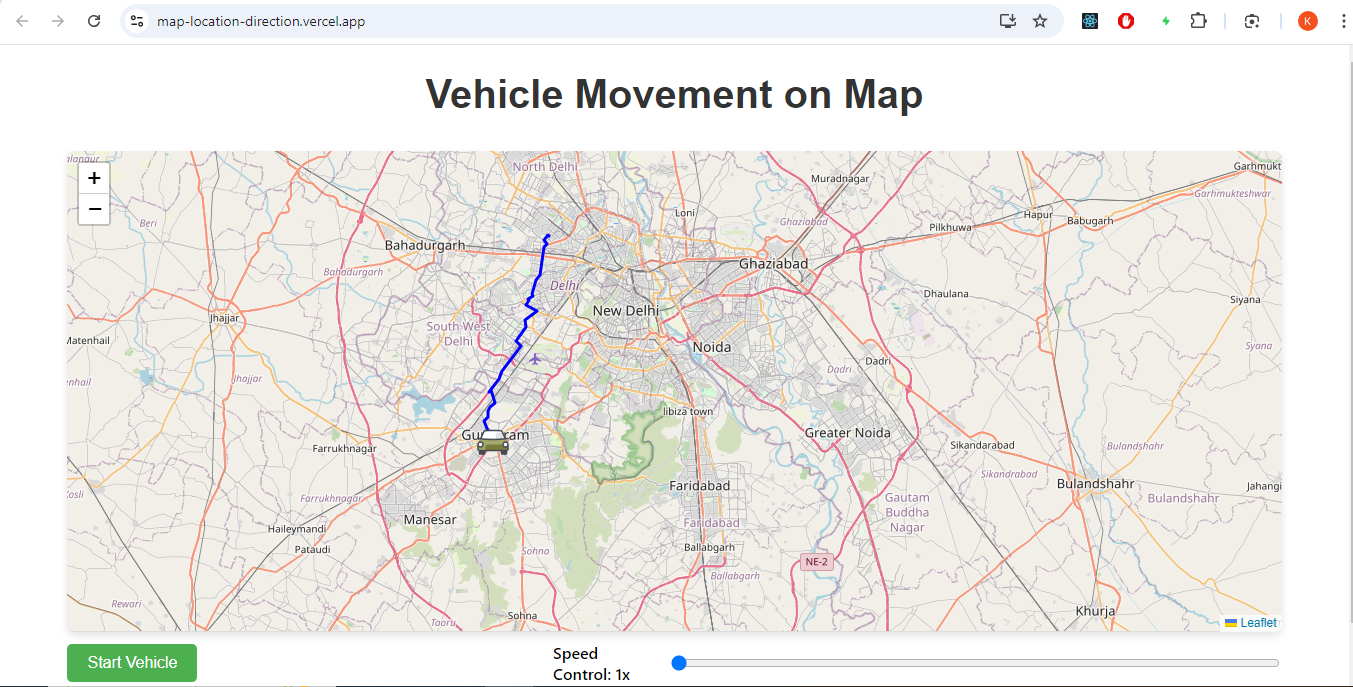 map-location-direction.vercel.app
K
Vehicle Movement on Map
North Delhi
Garhmukt
Muradnagar
Garhmukteshwar
+
−
Beri
Loni
Ghaziabad
Hapur
Babugarh
Pilkhuwa
Bahadurgarh
Ghaziabad
Bahadurgarh
Delhi
Dhaulana
Siyana
New Delhi
Jhajjar
South West
Delhi
Matenhail
Noida
Syana
Dadri
Dadri
Jhajjar
libiza town
Greater Noida
Farrukhnagar
Sikandarabad
Bulandshahr
Sikandrabad
Faridabad
Bulandshahr
Jahangi
Farrukhnagar
Gautam
Buddha
Nagar
Bulandshahr
Manesar
Faridabad
Haileymandi
Pataudi
Sohna
Ballabgarh
NE-2
Ballabgarh
Rewari
Taoru
Sohna
Khurja
Leaflet
Start Vehicle
Speed
Control: 1x